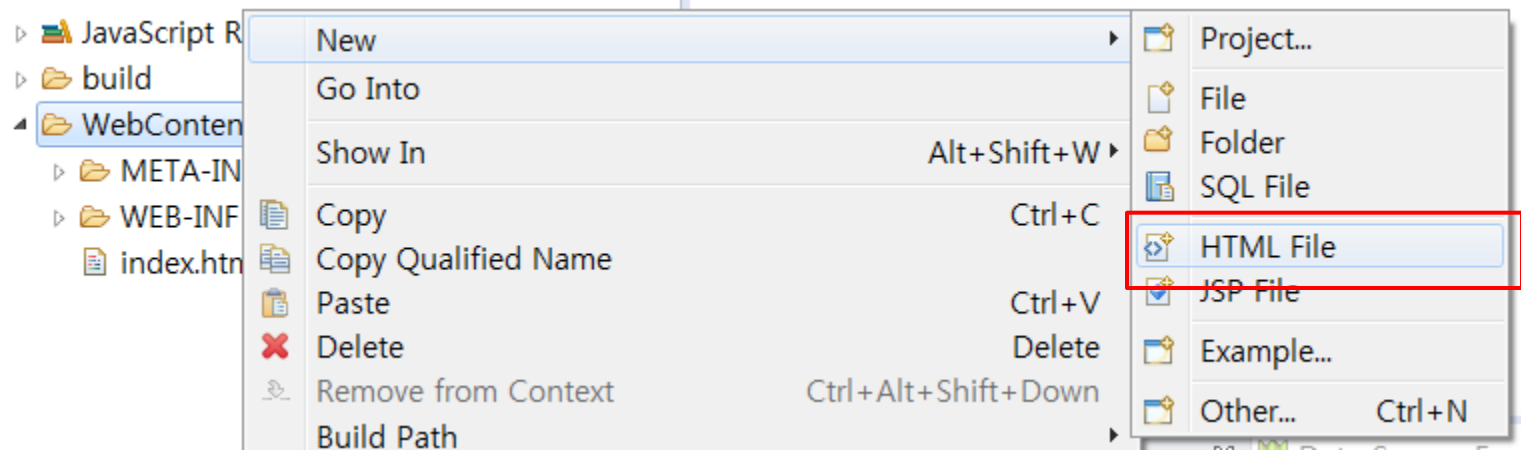 JavaScript R
build
WebConten
META-IN
WEB-INF
index.htm
New
Go Into
Show In Alt+Shift+W
Copy Ctrl+C
Copy Qualified Name
Paste Ctrl+V
Delete Delete
Remove from Context Ctrl+Alt+Shift+Down
Build Path
Project...
File
Folder
SQL File
HTML File
JSP File
Example...
Other... Ctrl+N